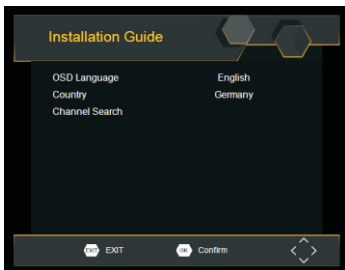 Installation Guide
OSD Language English
Country Germany
Channel Search
EXIT EXIT OK Confirm